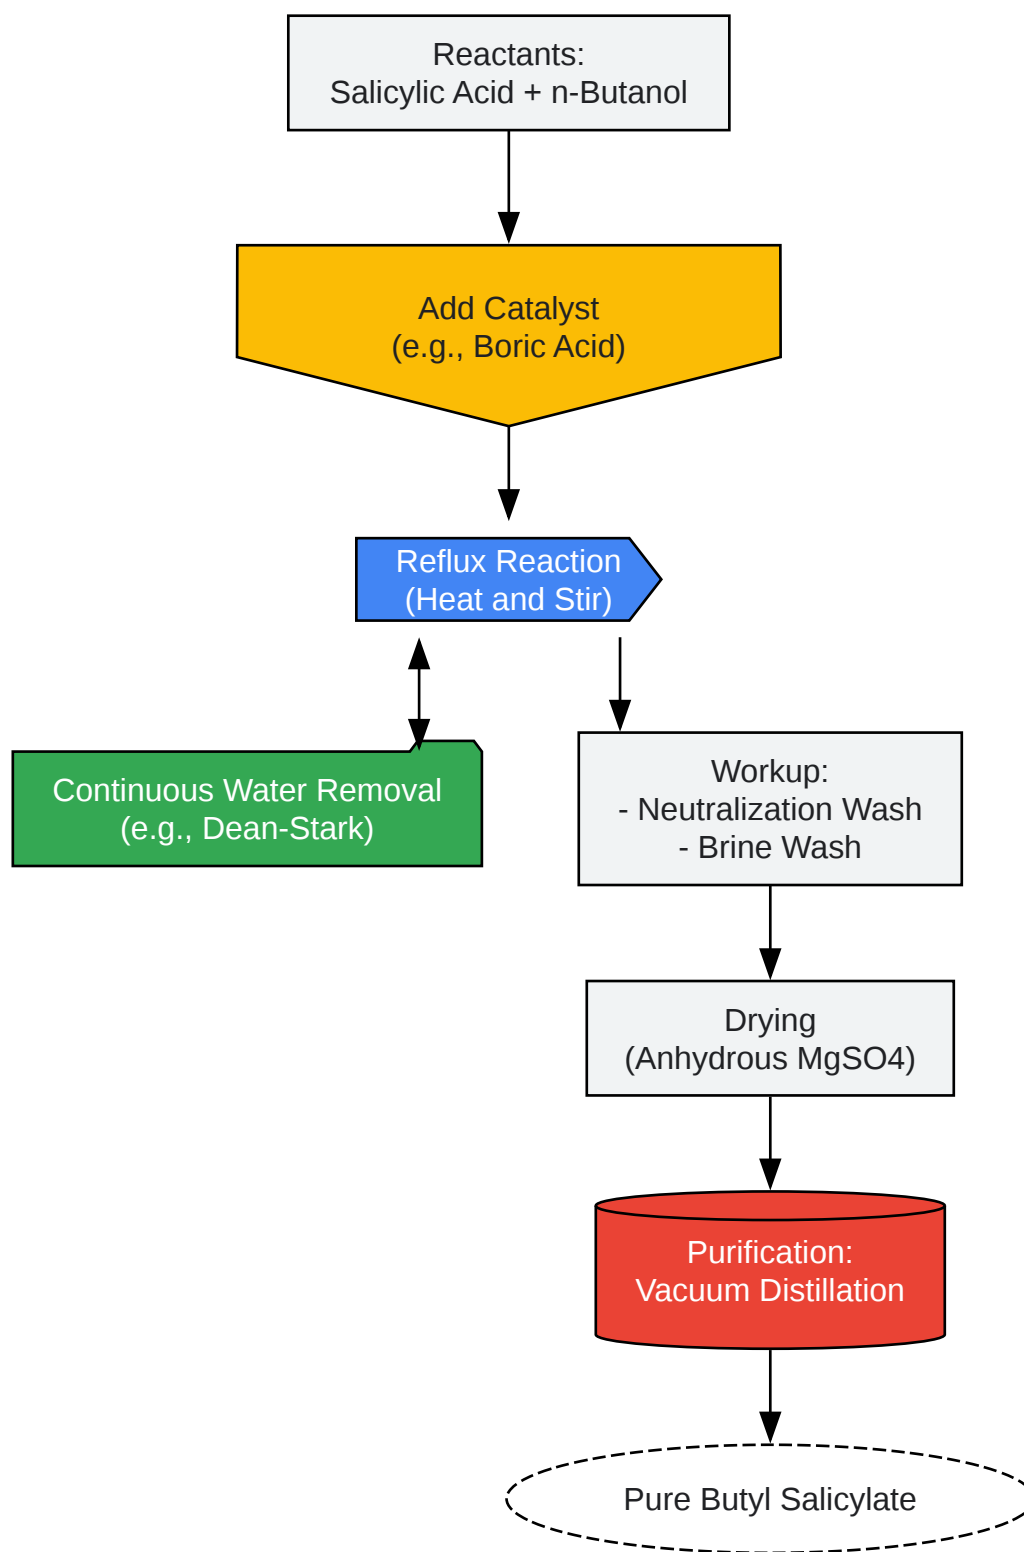 Reactants:
Salicylic Acid + n-Butanol
Add Catalyst
(e.g., Boric Acid)
Reflux Reaction
(Heat and Stir)
Continuous Water Removal
(e.g., Dean-Stark)
Workup:
- Neutralization Wash
- Brine Wash
Drying
(Anhydrous MgSO4)
Purification:
Vacuum Distillation
Pure Butyl Salicylate